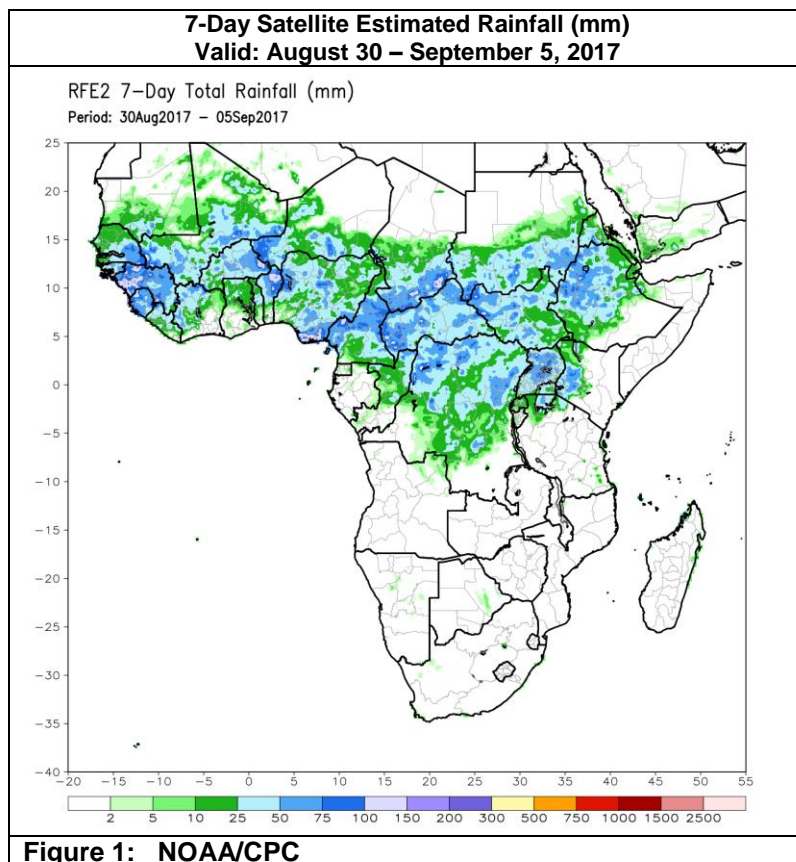 7-Day Satellite Estimated Rainfall (mm)
Valid: August 30 – September 5, 2017
RFE2 7-Day Total Rainfall (mm)
Period: 30Aug2017 – 05Sep2017
25
20
15
10
5
0
-5
-10
-15
-20
-25
-30
-35
-40
-20 -15 -10 -5 0 5 10 15 20 25 30 35 40 45 50 55
2 5 10 25 50 75 100 150 200 300 500 750 1000 1500 2500
Figure 1: NOAA/CPC